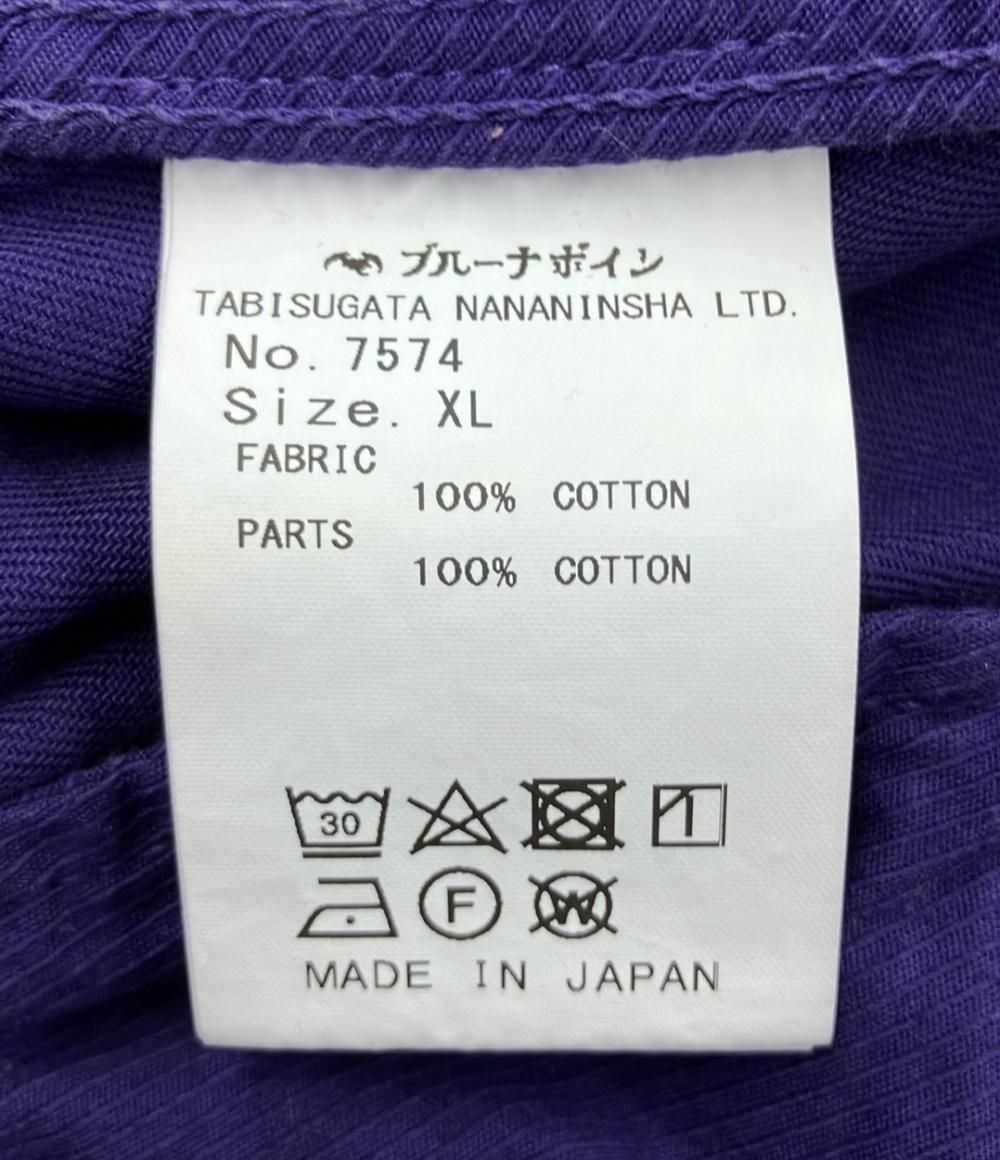 ブルーナボイン
TABISUGATA NANANINSHA LTD.
No. 7574
Size. XL
FABRIC
100% COTTON
PARTS
100% COTTON
30
F
W
MADE IN JAPAN